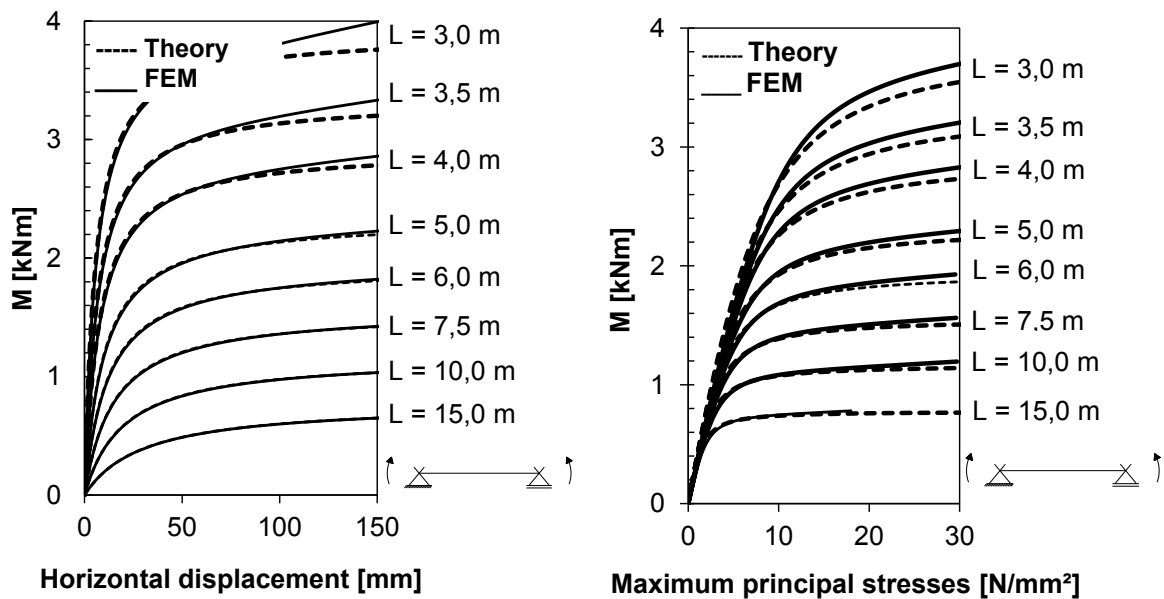 4
Theory
FEM
3
2
1
0
M [kNm]
L = 3,0 m
L = 3,5 m
L = 4,0 m
L = 5,0 m
L = 6,0 m
L = 7,5 m
L = 10,0 m
L = 15,0 m
0 50 100 150
Horizontal displacement [mm]
4
Theory
FEM
3
2
1
0
M [kNm]
L = 3,0 m
L = 3,5 m
L = 4,0 m
L = 5,0 m
L = 6,0 m
L = 7,5 m
L = 10,0 m
L = 15,0 m
0 10 20 30
Maximum principal stresses [N/mm²]